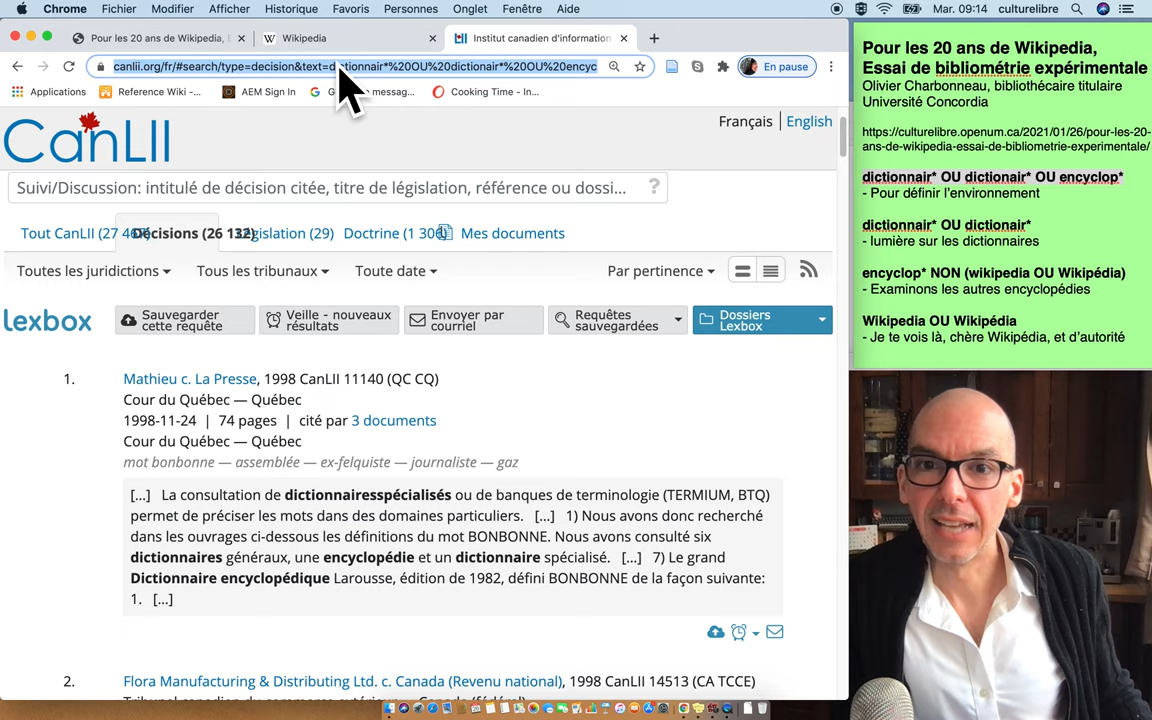 Chrome Fichier Modifier Afficher Historique Favoris Personnes Onglet Fenêtre Aide
Mar. 09:14 culturelibre
Pour les 20 ans de Wikipedia, E
Wikipedia
Institut canadien d'information
canlii.org/fr/#search/type=decision&text=dictionnair*%20OU%20dictionair*%20OU%20encyc
En pause
Applications
Reference Wiki -...
AEM Sign In
messag...
Cooking Time - In...
CanLII
Français | English
Suivi/Discussion: intitulé de décision citée, titre de législation, référence ou dossi... ?
Tout CanLII (27 46
Décisions (26 132)
égislation (29)
Doctrine (1 306)
Mes documents
Toutes les juridictions
Tous les tribunaux
Toute date
Par pertinence
lexbox
Sauvegarder
cette requête
Veille - nouveaux
résultats
Envoyer par
courriel
Requêtes
sauvegardées
Dossiers
Lexbox
1. Mathieu c. La Presse, 1998 CanLII 11140 (QC CQ)
Cour du Québec — Québec
1998-11-24 | 74 pages | cité par 3 documents
Cour du Québec — Québec
mot bonbonne — assemblée — ex-felquiste — journaliste — gaz
[...] La consultation de dictionnairesspécialisés ou de banques de terminologie (TERMIUM, BTQ)
permet de préciser les mots dans des domaines particuliers. [...] 1) Nous avons donc recherché
dans les ouvrages ci-dessous les définitions du mot BONBONNE. Nous avons consulté six
dictionnaires généraux, une encyclopédie et un dictionnaire spécialisé. [...] 7) Le grand
Dictionnaire encyclopédique Larousse, édition de 1982, défini BONBONNE de la façon suivante:
1. [...]
2. Flora Manufacturing & Distributing Ltd. c. Canada (Revenu national), 1998 CanLII 14513 (CA TCCE)
Tribunal canadien du commerce extérieur — Canada (fédéral)
Pour les 20 ans de Wikipedia,
Essai de bibliométrie expérimentale
Olivier Charbonneau, bibliothécaire titulaire
Université Concordia
https://culturelibre.openum.ca/2021/01/26/pour-les-20-
ans-de-wikipedia-essai-de-bibliometrie-experimentale/
dictionnair* OU dictionair* OU encyclop*
- Pour définir l'environnement
dictionnair* OU dictionair*
- lumière sur les dictionnaires
encyclop* NON (wikipedia OU Wikipédia)
- Examinons les autres encyclopédies
Wikipedia OU Wikipédia
- Je te vois là, chère Wikipédia, et d'autorité